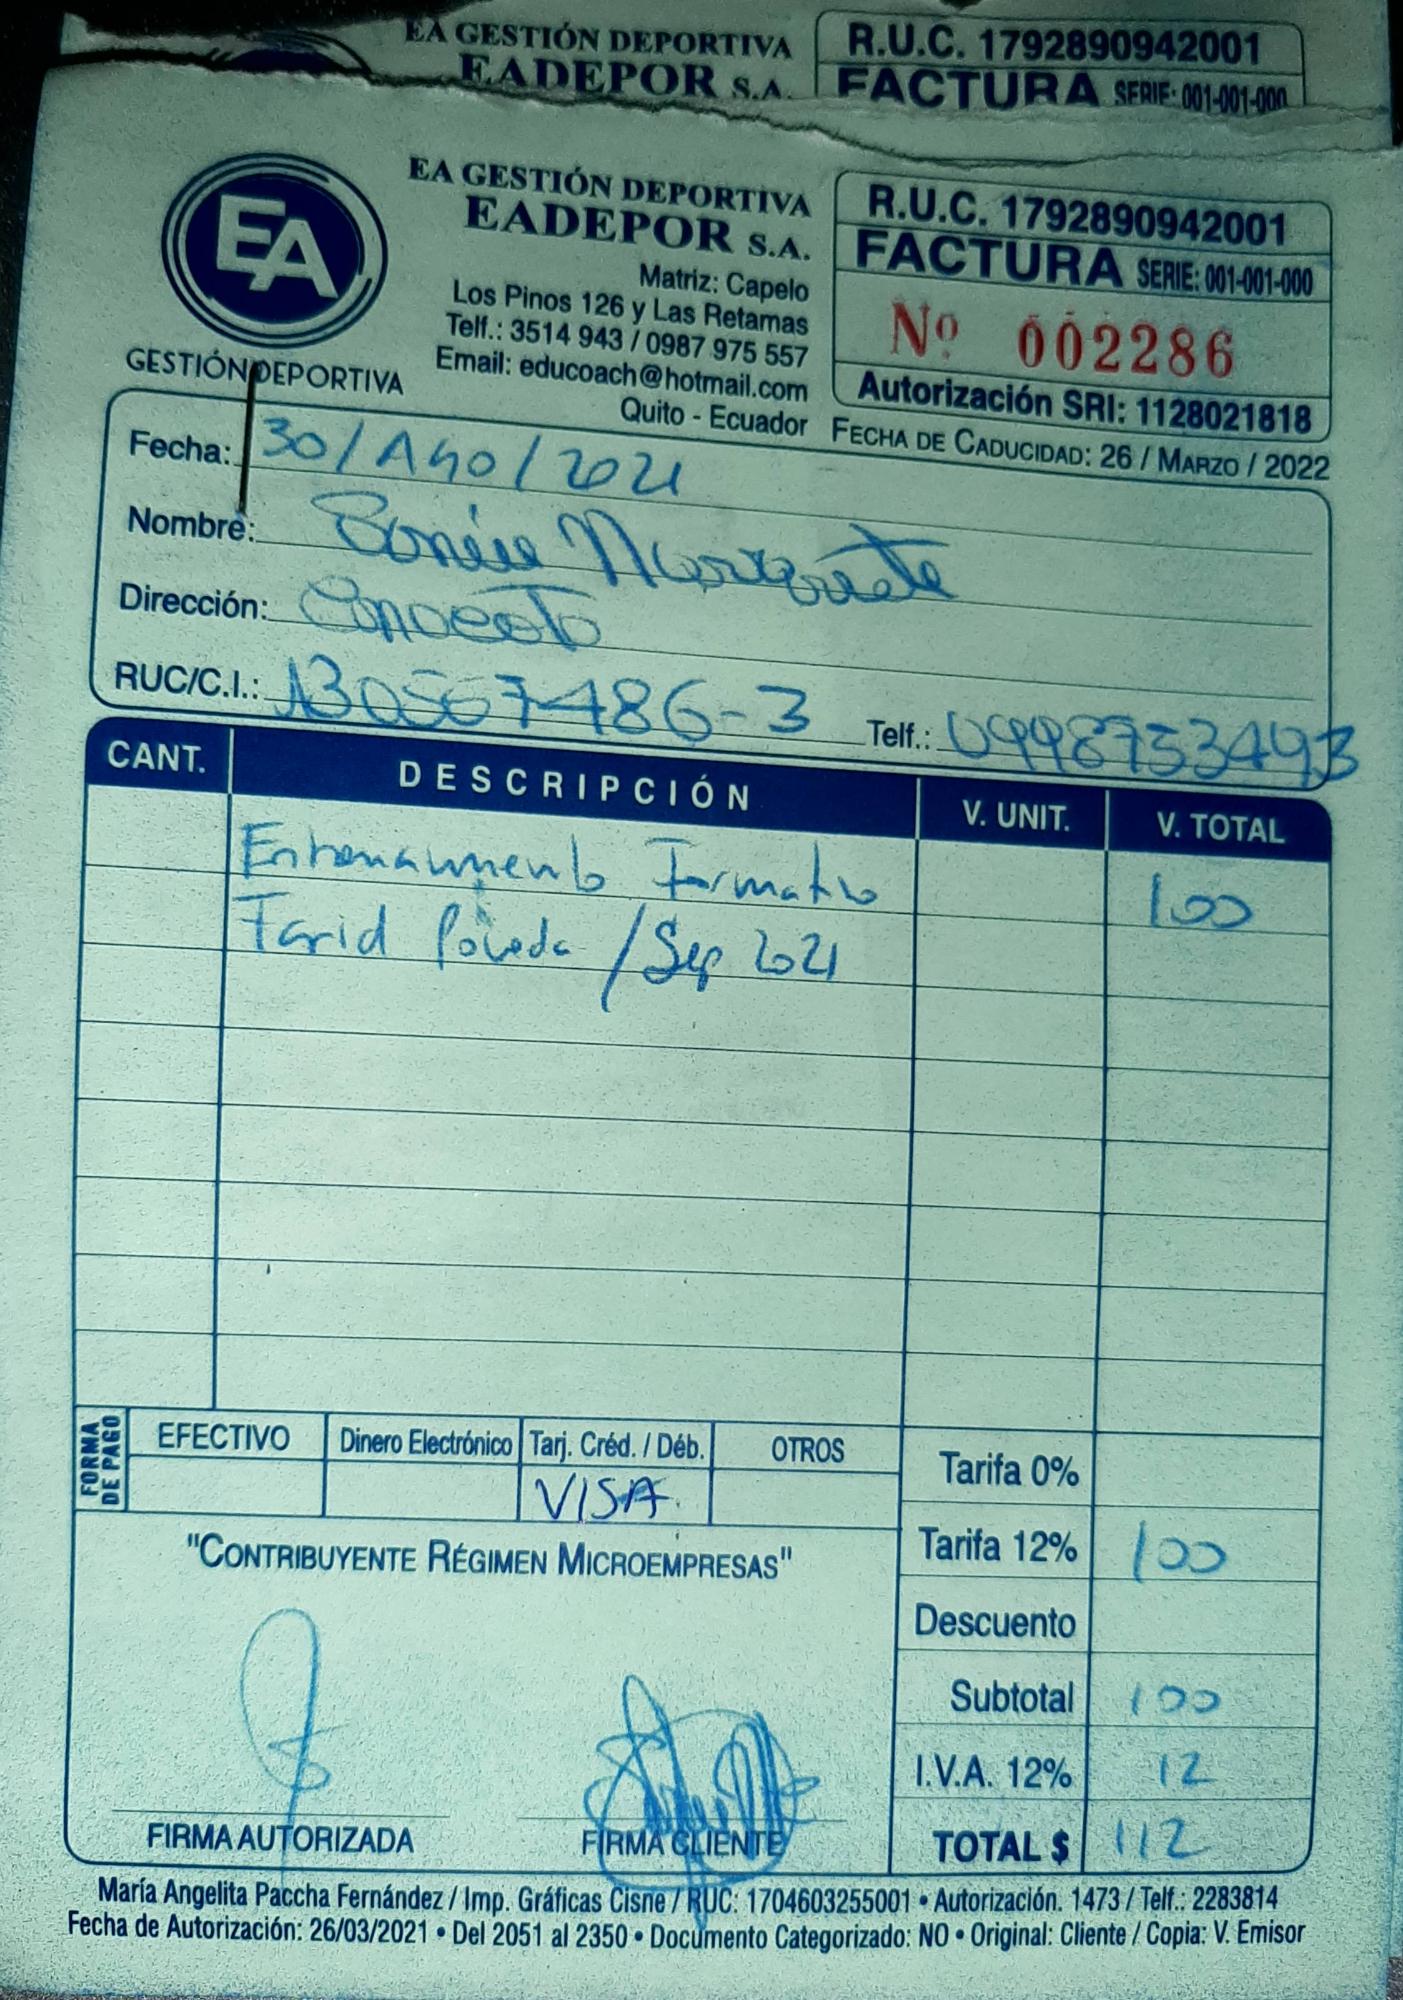 EA GESTIÓN DEPORTIVA
EADEPOR S.A.
R.U.C. 1792890942001
FACTURA SERIE: 001-001-000
EA
GESTIÓN DEPORTIVA
EA GESTIÓN DEPORTIVA
EADEPOR S.A.
Matriz: Capelo
Los Pinos 126 y Las Retamas
Telf.: 3514 943 / 0987 975 557
Email: educoach@hotmail.com
Quito - Ecuador
R.U.C. 1792890942001
FACTURA SERIE: 001-001-000
Nº 002286
Autorización SRI: 1128021818
FECHA DE CADUCIDAD: 26 / MARZO / 2022
Fecha: 30/Ago/2021
Nombre:
Dirección:
RUC/C.I.: 130567486-3 Telf.: 0998753493
CANT. DESCRIPCIÓN V. UNIT. V. TOTAL
Entrenamiento Formativo 100
Farid Poveda / Sep 2021
FORMA DE PAGO
EFECTIVO Dinero Electrónico Tarj. Créd. / Déb. OTROS
VISA
Tarifa 0%
Tarifa 12% 100
Descuento
Subtotal 100
I.V.A. 12% 12
TOTAL $ 112
"CONTRIBUYENTE RÉGIMEN MICROEMPRESAS"
FIRMA AUTORIZADA FIRMA CLIENTE
María Angelita Paccha Fernández / Imp. Gráficas Cisne / RUC: 1704603255001 • Autorización. 1473 / Telf.: 2283814
Fecha de Autorización: 26/03/2021 • Del 2051 al 2350 • Documento Categorizado: NO • Original: Cliente / Copia: V. Emisor